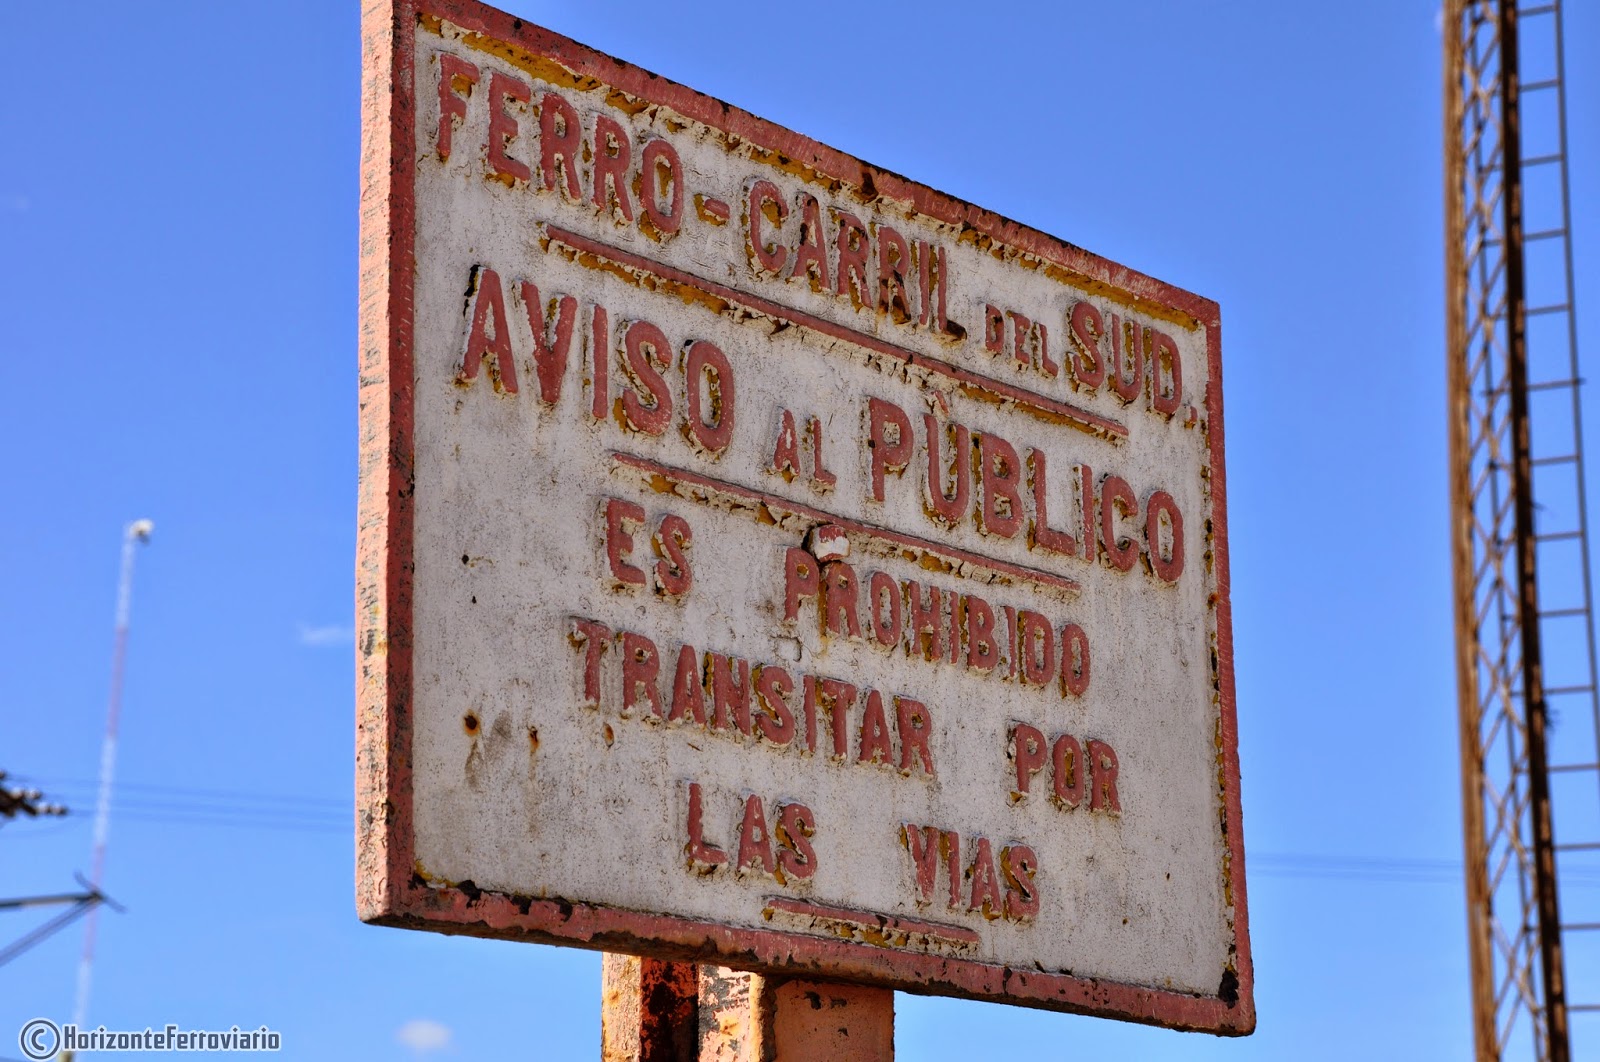 FERRO-CARRIL DEL SUD.
AVISO AL PÙBLICO
ES PROHIBIDO
TRANSITAR POR
LAS VIAS
©HorizonteFerroviario